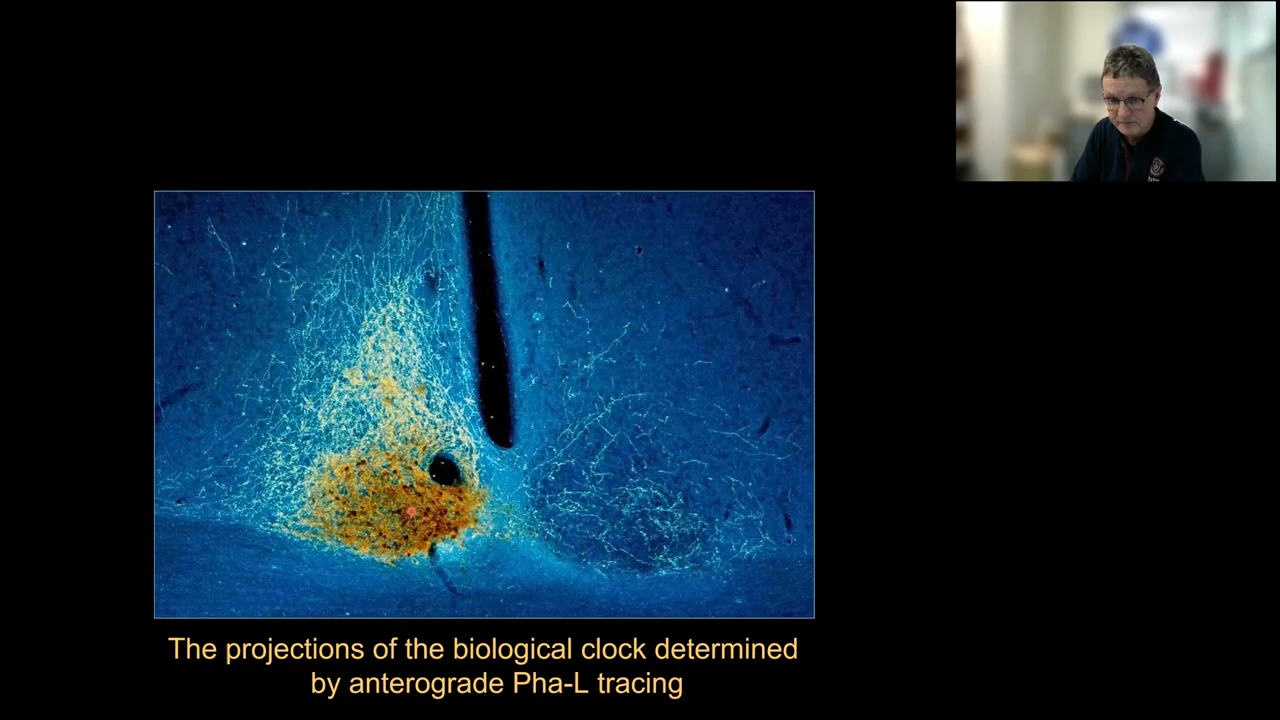 The projections of the biological clock determined
by anterograde Pha-L tracing